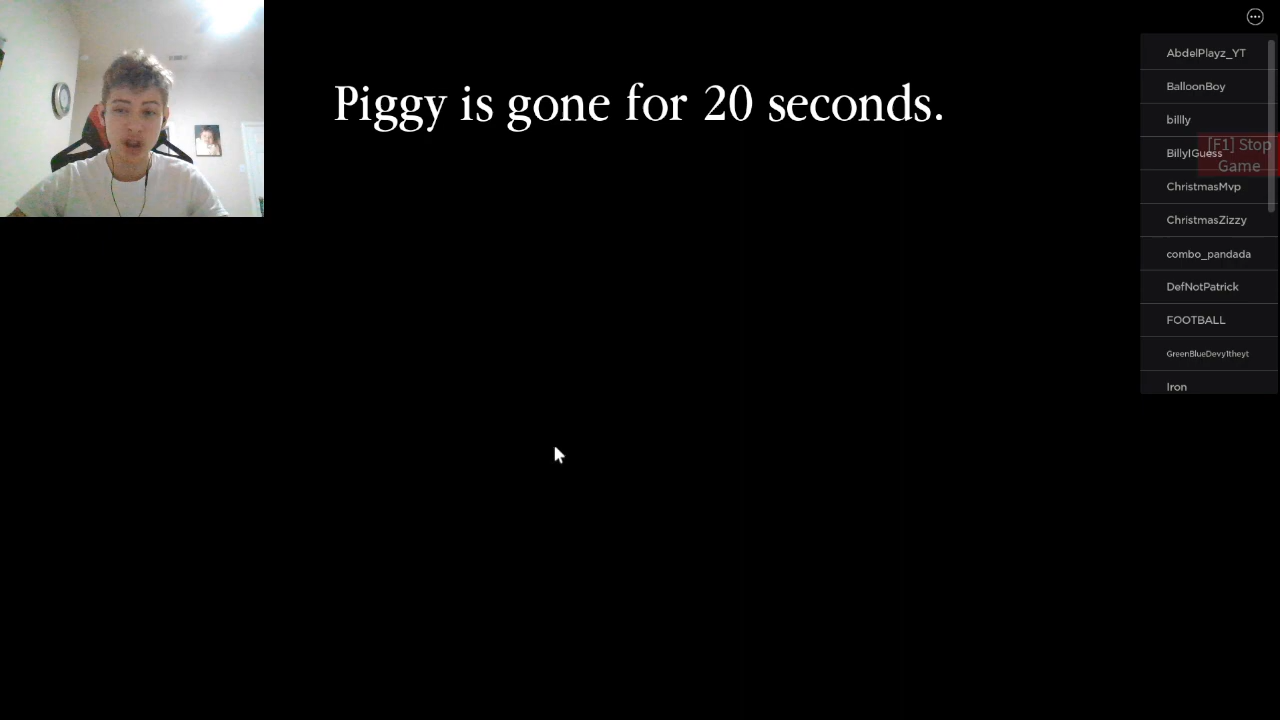 Piggy is gone for 20 seconds.
AbdelPlayz_YT
BalloonBoy
billly
BillyIGuess
[F1] Stop
Game
ChristmasMvp
ChristmasZizzy
combo_pandada
DefNotPatrick
FOOTBALL
GreenBlueDevy1theyt
Iron